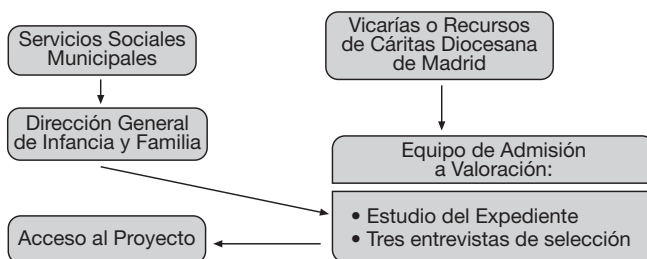 Servicios Sociales
Municipales
Vicarías o Recursos
de Cáritas Diocesana
de Madrid
Dirección General
de Infancia y Familia
Equipo de Admisión
a Valoración:
• Estudio del Expediente
• Tres entrevistas de selección
Acceso al Proyecto